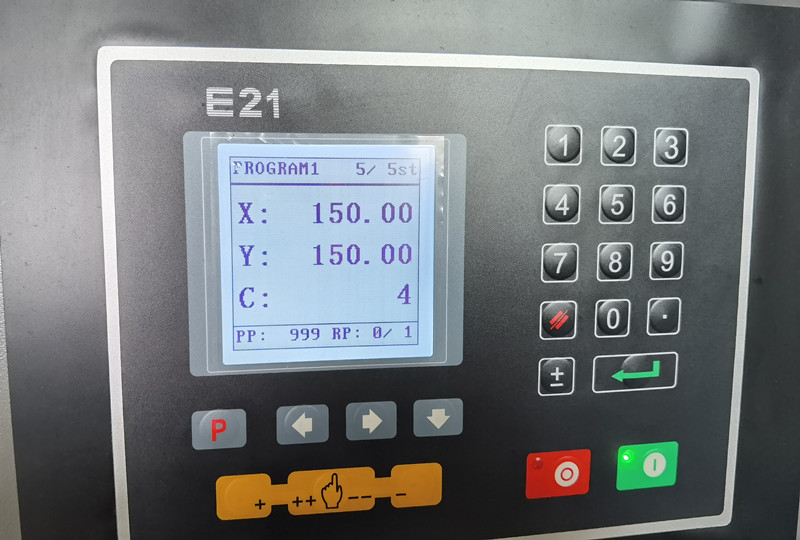 E21
PROGRAM1 5/ 5st
X: 150.00
Y: 150.00
C: 4
PP: 999 RP: 0/ 1
1 2 3
4 5 6
7 8 9
0 .
±
P
+ ++ -- -